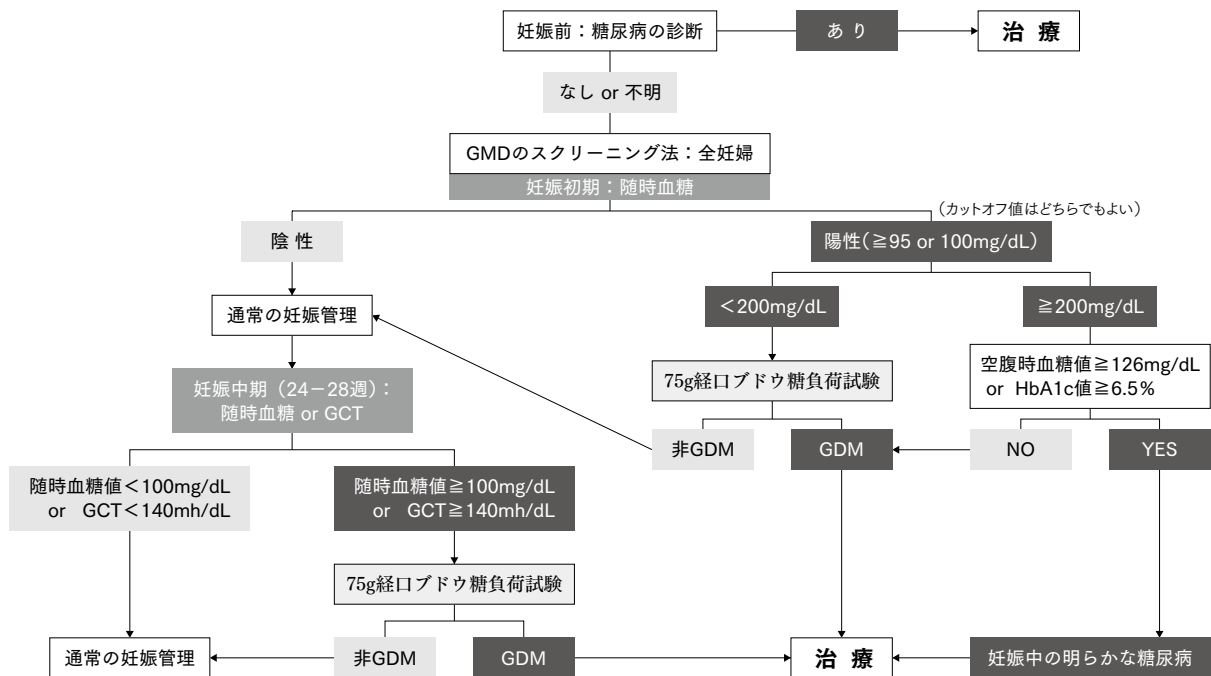 妊娠前：糖尿病の診断
あり
治療
なし or 不明
GMDのスクリーニング法：全妊婦
妊娠初期：随時血糖
（カットオフ値はどちらでもよい）
陰性
陽性（≧95 or 100mg/dL）
＜200mg/dL
≧200mg/dL
通常の妊娠管理
75g経口ブドウ糖負荷試験
空腹時血糖値≧126mg/dL
or HbA1c値≧6.5%
妊娠中期（24−28週）：
随時血糖 or GCT
非GDM
GDM
NO
YES
随時血糖値＜100mg/dL
or GCT＜140mh/dL
随時血糖値≧100mg/dL
or GCT≧140mh/dL
75g経口ブドウ糖負荷試験
通常の妊娠管理
非GDM
GDM
治療
妊娠中の明らかな糖尿病